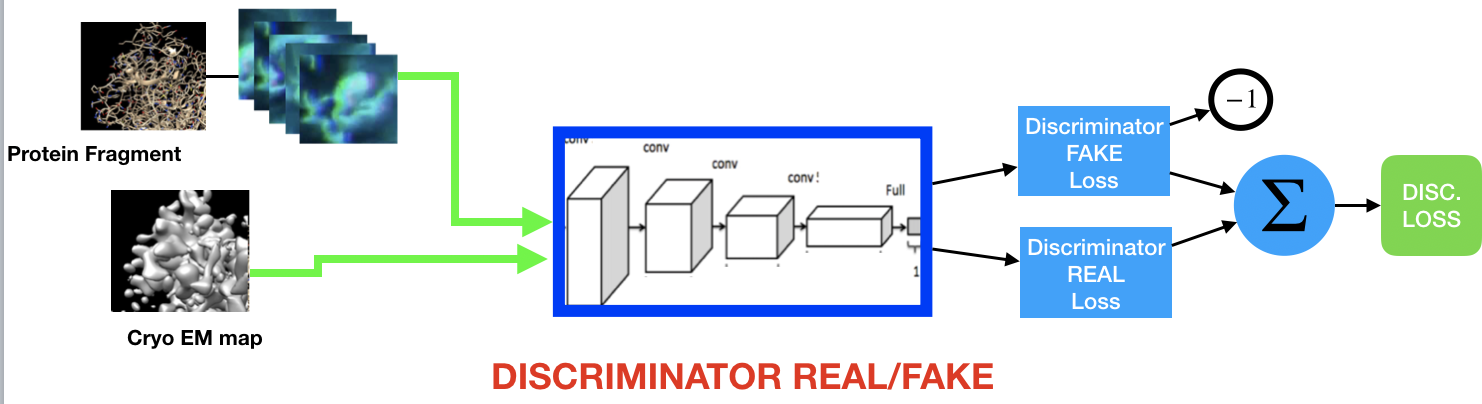 Protein Fragment
Cryo EM map
conv
conv
conv
conv!
Full
1
Discriminator
FAKE
Loss
−1
Discriminator
REAL
Loss
Σ
DISC.
LOSS
DISCRIMINATOR REAL/FAKE